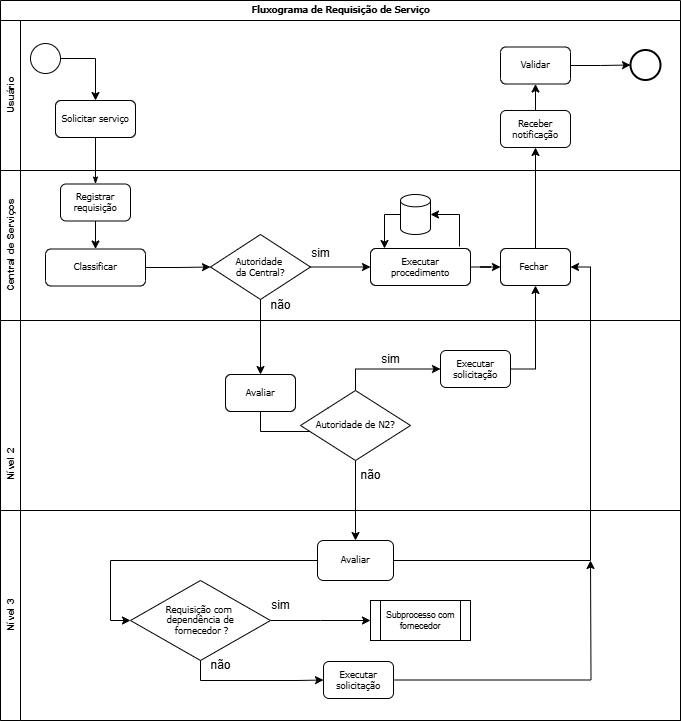 Fluxograma de Requisição de Serviço
Usuário
Solicitar serviço
Validar
Receber
notificação
Central de Serviços
Registrar
requisição
Classificar
Autoridade
da Central?
sim
não
Executar
procedimento
Fechar
Nível 2
Avaliar
Autoridade de N2?
sim
não
Executar
solicitação
Nível 3
Avaliar
Requisição com
dependência de
fornecedor ?
sim
não
Subprocesso com
fornecedor
Executar
solicitação